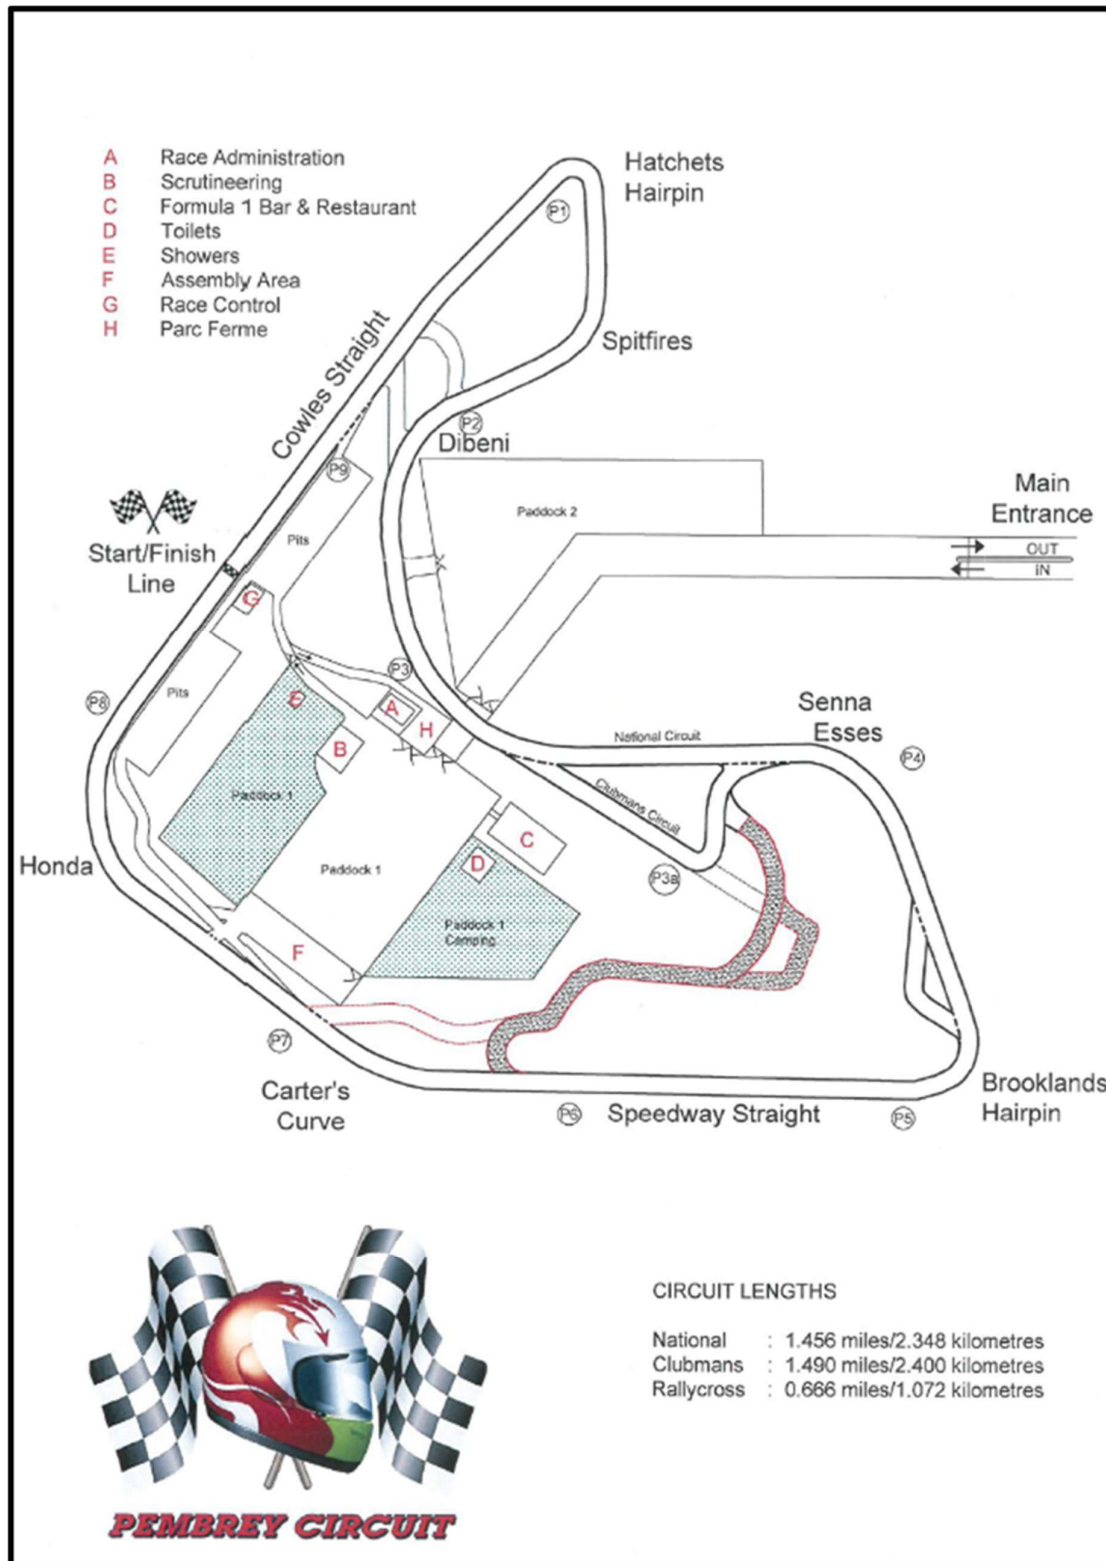 A Race Administration
B Scrutineering
C Formula 1 Bar & Restaurant
D Toilets
E Showers
F Assembly Area
G Race Control
H Parc Ferme
Hatchets
Hairpin
P1
Spitfires
Cowles Straight
P2
Dibeni
P9
Main
Entrance
Paddock 2
OUT
IN
Start/Finish
Line
Pits
G
P3
P8
Pits
E
A
H
B
Senna
Esses
National Circuit
P4
Clubmans Circuit
Paddock 1
C
D
P3a
Honda
Paddock 1
Paddock 1
Camping
F
P7
Carter's
Curve
P6
Speedway Straight
P5
Brooklands
Hairpin
CIRCUIT LENGTHS
National : 1.456 miles/2.348 kilometres
Clubmans : 1.490 miles/2.400 kilometres
Rallycross : 0.666 miles/1.072 kilometres
PEMBREY CIRCUIT